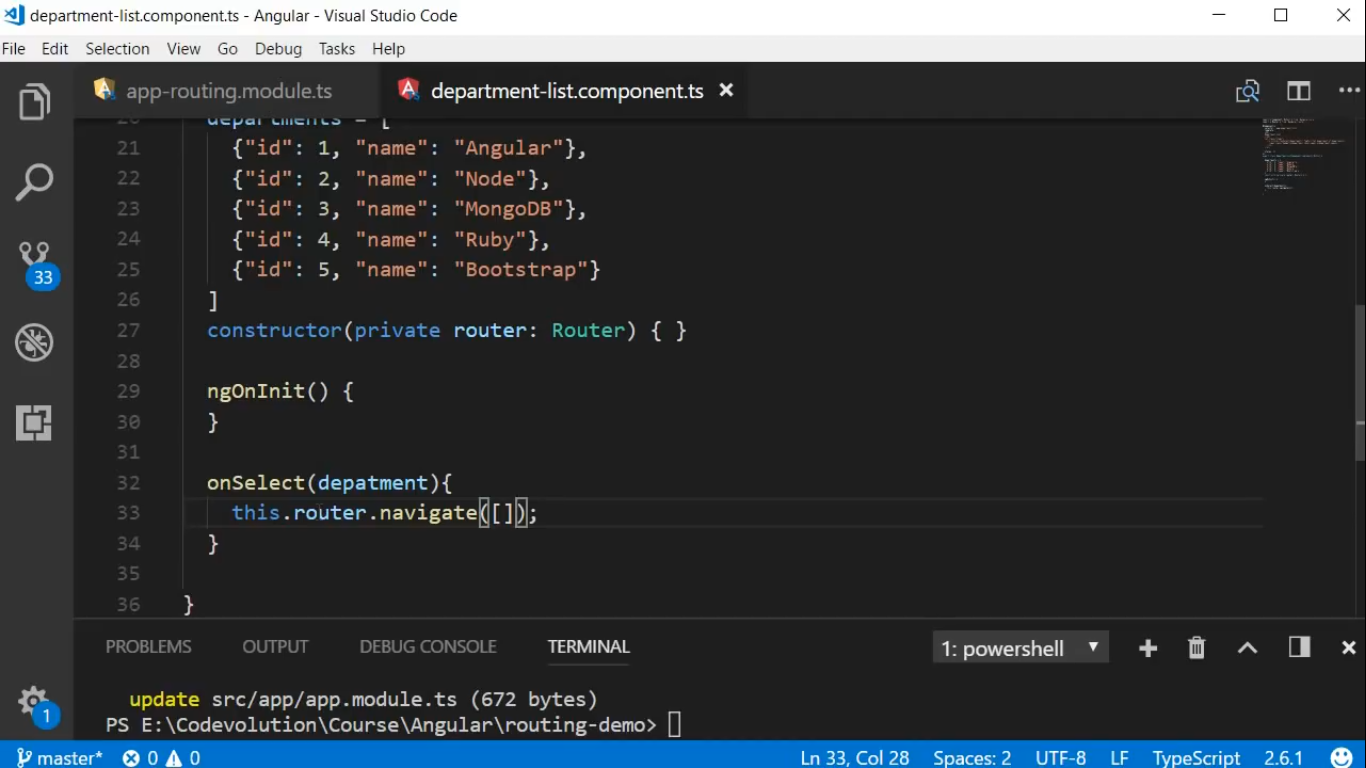 department-list.component.ts - Angular - Visual Studio Code
File Edit Selection View Go Debug Tasks Help
app-routing.module.ts department-list.component.ts
20 departments = [
21 {"id": 1, "name": "Angular"},
22 {"id": 2, "name": "Node"},
23 {"id": 3, "name": "MongoDB"},
24 {"id": 4, "name": "Ruby"},
25 {"id": 5, "name": "Bootstrap"}
26 ]
27 constructor(private router: Router) { }
28
29 ngOnInit() {
30 }
31
32 onSelect(depatment){
33 this.router.navigate([]);
34 }
35
36 }
33
1
PROBLEMS OUTPUT DEBUG CONSOLE TERMINAL 1: powershell
update src/app/app.module.ts (672 bytes)
PS E:\Codevolution\Course\Angular\routing-demo>
master* 0 0 Ln 33, Col 28 Spaces: 2 UTF-8 LF TypeScript 2.6.1